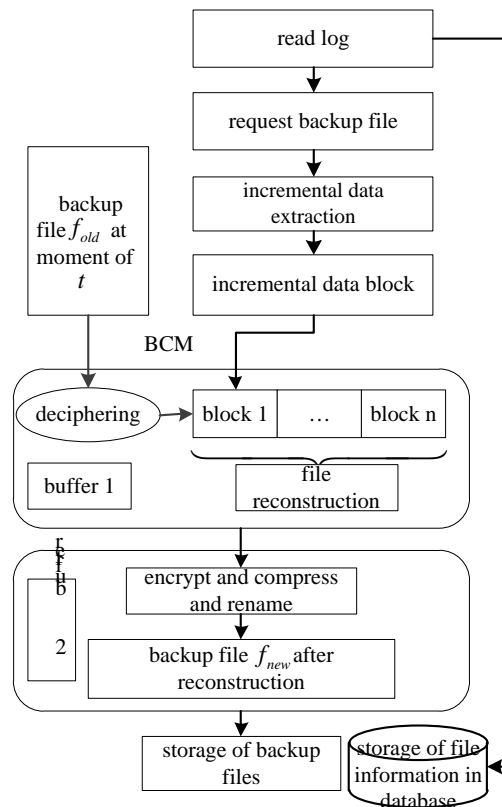 read log
request backup file
incremental data
extraction
incremental data block
backup
file f_old at
moment of
t
BCM
deciphering
block 1
…
block n
buffer 1
file
reconstruction
buffer
2
encrypt and compress
and rename
backup file f_new after
reconstruction
storage of backup
files
storage of file
information in
database